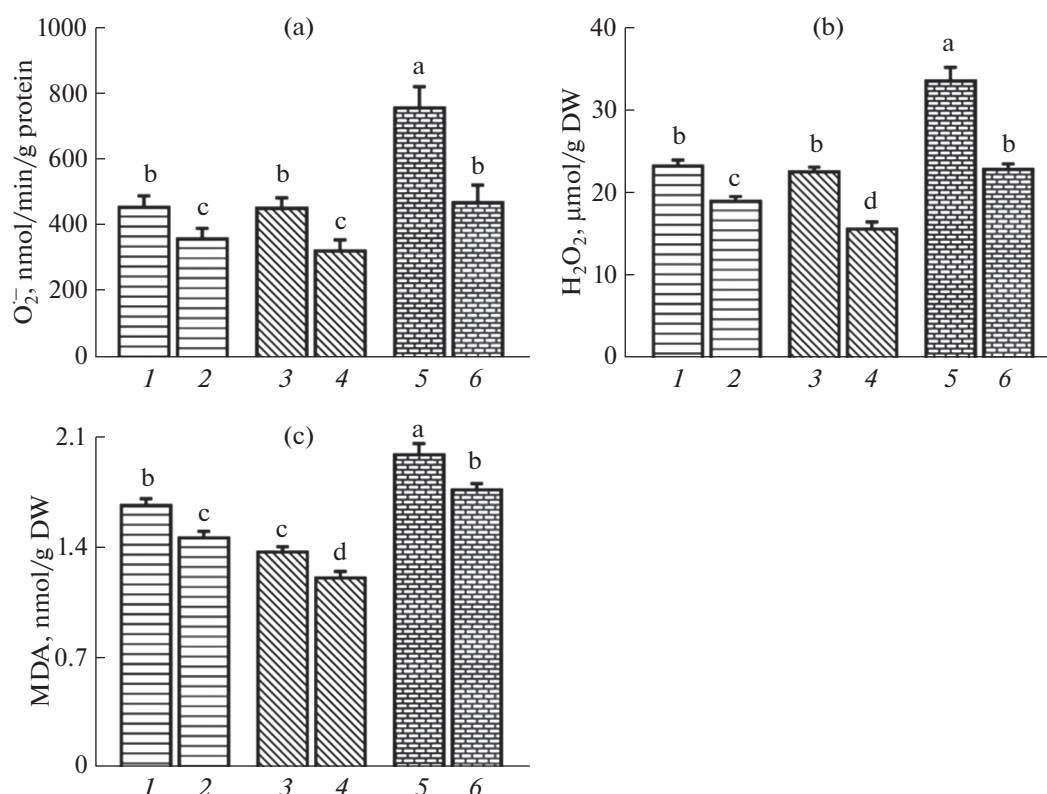 (a)
O₂·⁻, nmol/min/g protein
1000
800
600
400
200
0
b
c
b
c
a
b
1 2 3 4 5 6
(b)
H₂O₂, µmol/g DW
40
30
20
10
0
b
c
b
d
a
b
1 2 3 4 5 6
(c)
MDA, nmol/g DW
2.1
1.4
0.7
0
b
c
c
d
a
b
1 2 3 4 5 6